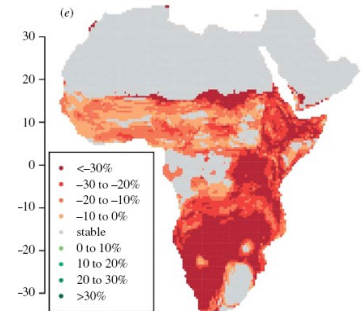 (e)
30
20
10
0
–10
–20
–30
<–30%
–30 to –20%
–20 to –10%
–10 to 0%
stable
0 to 10%
10 to 20%
20 to 30%
>30%